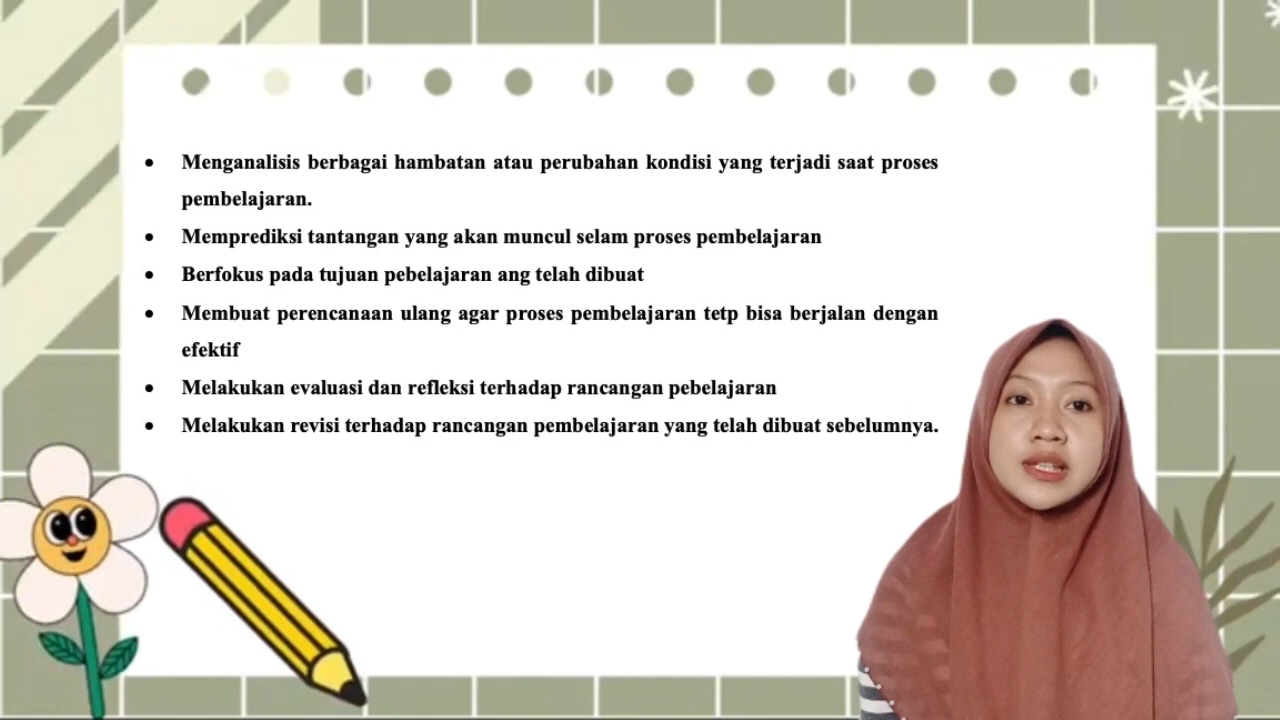 • Menganalisis berbagai hambatan atau perubahan kondisi yang terjadi saat proses
pembelajaran.
• Memprediksi tantangan yang akan muncul selam proses pembelajaran
• Berfokus pada tujuan pebelajaran ang telah dibuat
• Membuat perencanaan ulang agar proses pembelajaran tetp bisa berjalan dengan
efektif
• Melakukan evaluasi dan refleksi terhadap rancangan pebelajaran
• Melakukan revisi terhadap rancangan pembelajaran yang telah dibuat sebelumnya.